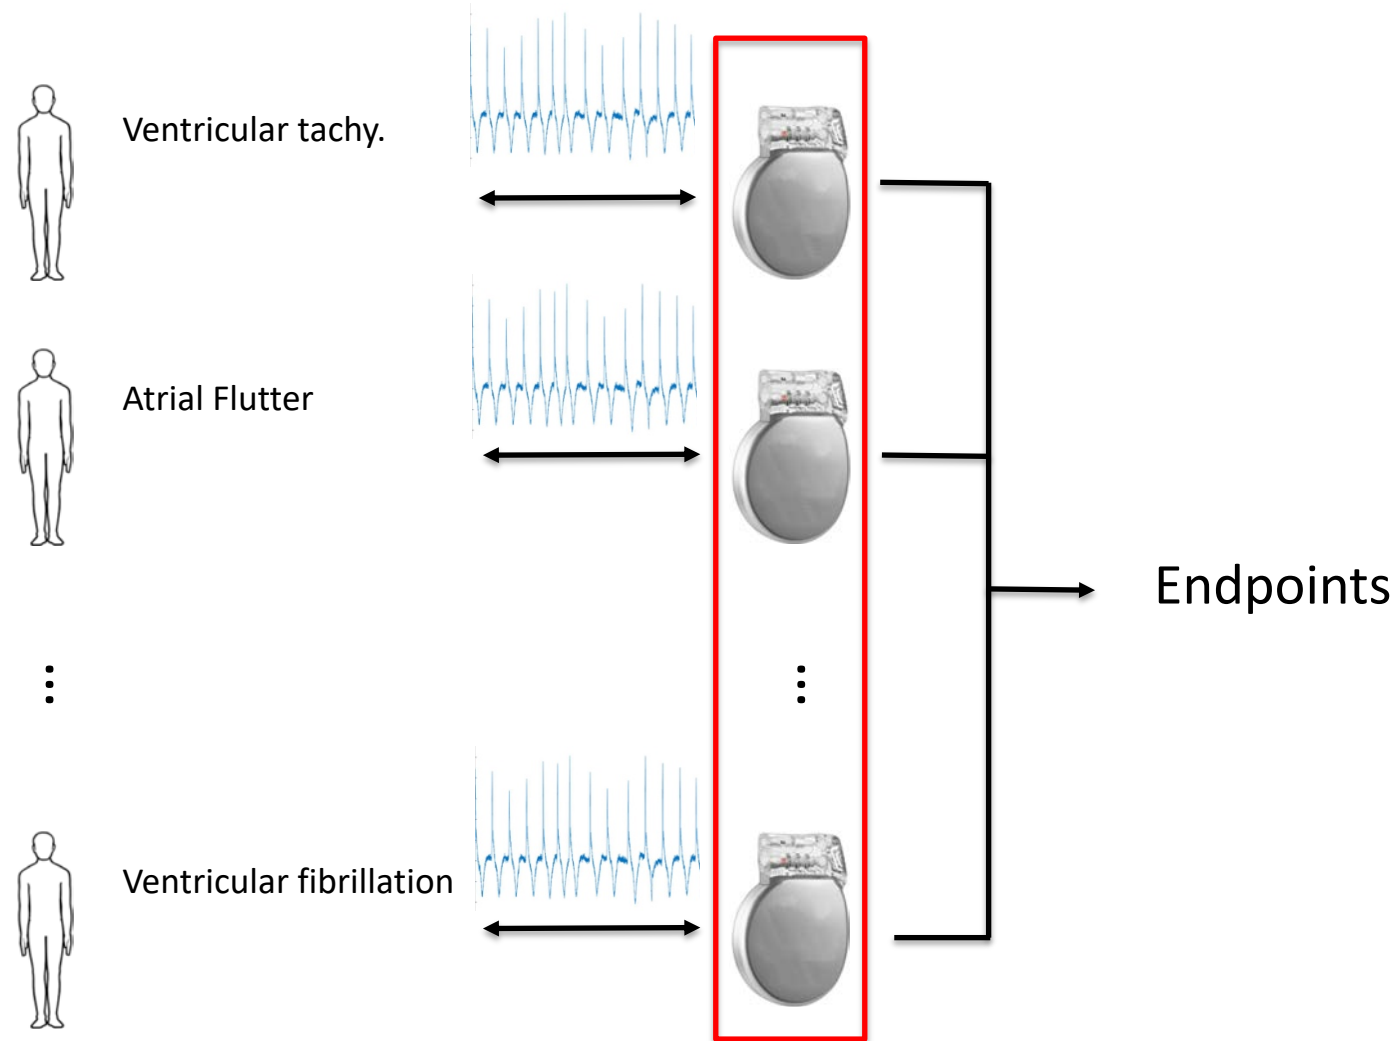 Ventricular tachy.
Atrial Flutter
Endpoints
Ventricular fibrillation